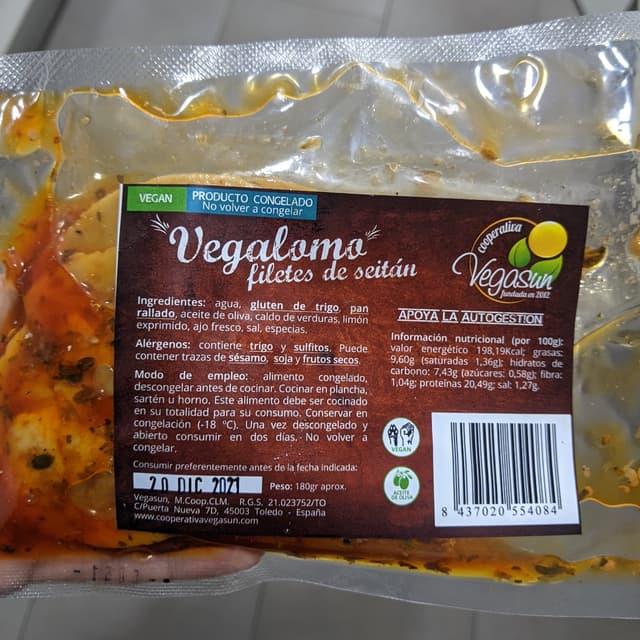 VEGAN
PRODUCTO CONGELADO
No volver a congelar
Vegalomo
filetes de seitán
cooperativa
Vegasun
fundada en 2012
Ingredientes: agua, gluten de trigo, pan
rallado, aceite de oliva, caldo de verduras, limón
exprimido, ajo fresco, sal, especias.
Alérgenos: contiene trigo y sulfitos. Puede
contener trazas de sésamo, soja y frutos secos.
Modo de empleo: alimento congelado,
descongelar antes de cocinar. Cocinar en plancha,
sartén u horno. Este alimento debe ser cocinado
en su totalidad para su consumo. Conservar en
congelación (-18 ºC). Una vez descongelado y
abierto consumir en dos días. No volver a
congelar.
Consumir preferentemente antes de la fecha indicada:
20 DIC 2021
Peso: 180gr aprox.
Vegasun, M.Coop.CLM. R.G.S. 21.023752/TO
C/Puerta Nueva 7D, 45003 Toledo - España
www.cooperativavegasun.com
APOYA LA AUTOGESTION
Información nutricional (por 100g):
valor energético 198,19Kcal; grasas:
9,60g (saturadas 1,36g); hidratos de
carbono: 7,43g (azúcares: 0,58g); fibra:
1,04g; proteínas 20,49g; sal: 1,27g.
VEGAN
ACEITE
DE OLIVA
8 437020 554084